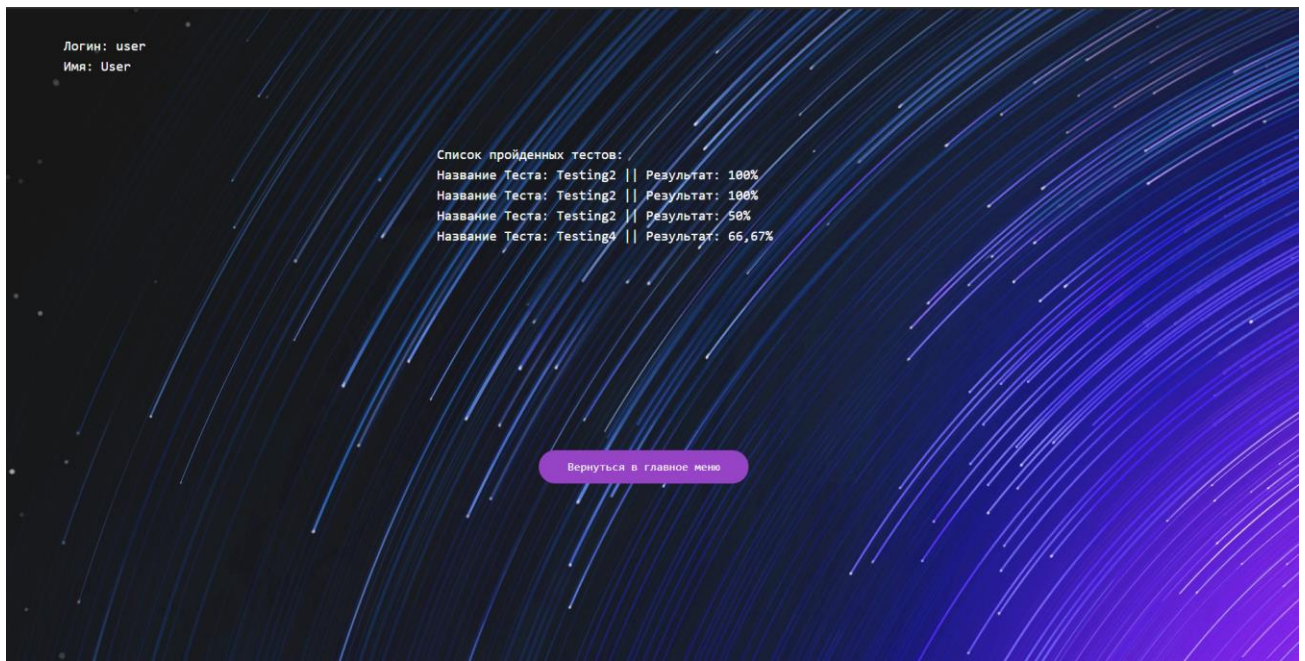 Логин: user
Имя: User
Список пройденных тестов:
Название Теста: Testing2 || Результат: 100%
Название Теста: Testing2 || Результат: 100%
Название Теста: Testing2 || Результат: 50%
Название Теста: Testing4 || Результат: 66,67%
Вернуться в главное меню